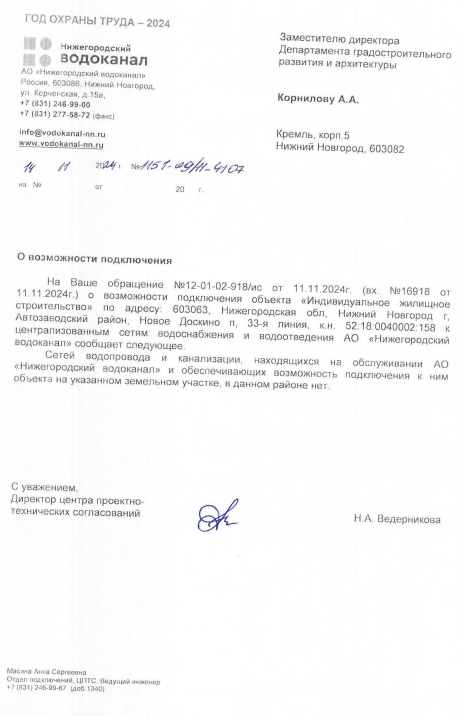 ГОД ОХРАНЫ ТРУДА – 2024
Нижегородский
ВОДОКАНАЛ
АО «Нижегородский водоканал»
Россия, 603086, Нижний Новгород,
ул. Керченская, д.15а,
+7 (831) 246-99-00
+7 (831) 277-58-72 (факс)
info@vodokanal-nn.ru
www.vodokanal-nn.ru
14 11 2024 г №1151-09/11-4107
на № от 20 г.
Заместителю директора
Департамента градостроительного
развития и архитектуры
Корнилову А.А.
Кремль, корп.5
Нижний Новгород, 603082
О возможности подключения
На Ваше обращение №12-01-02-918/ис от 11.11.2024г. (вх. №16918 от
11.11.2024г.) о возможности подключения объекта «Индивидуальное жилищное
строительство» по адресу: 603063, Нижегородская обл, Нижний Новгород г,
Автозаводский район, Новое Доскино п, 33-я линия, к.н. 52:18:0040002:158 к
централизованным сетям водоснабжения и водоотведения АО «Нижегородский
водоканал» сообщает следующее.
Сетей водопровода и канализации, находящихся на обслуживании АО
«Нижегородский водоканал» и обеспечивающих возможность подключения к ним
объекта на указанном земельном участке, в данном районе нет.
С уважением,
Директор центра проектно-
технических согласований
Н.А. Ведерникова
Масина Анна Сергеевна
Отдел подключений, ЦПТС, Ведущий инженер
+7 (831) 246-99-67 (доб.1340)